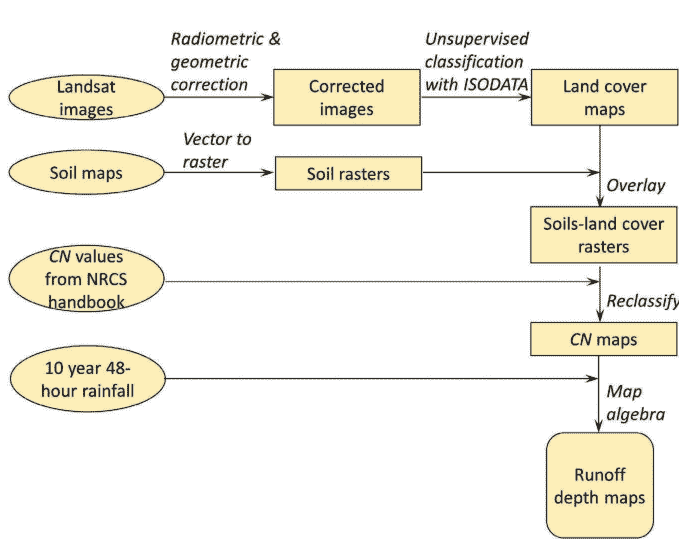 Radiometric &
geometric
correction
Unsupervised
classification
with ISODATA
Landsat
images
Corrected
images
Land cover
maps
Vector to
raster
Soil maps
Soil rasters
Overlay
Soils-land cover
rasters
CN values
from NRCS
handbook
Reclassify
CN maps
10 year 48-
hour rainfall
Map
algebra
Runoff
depth maps